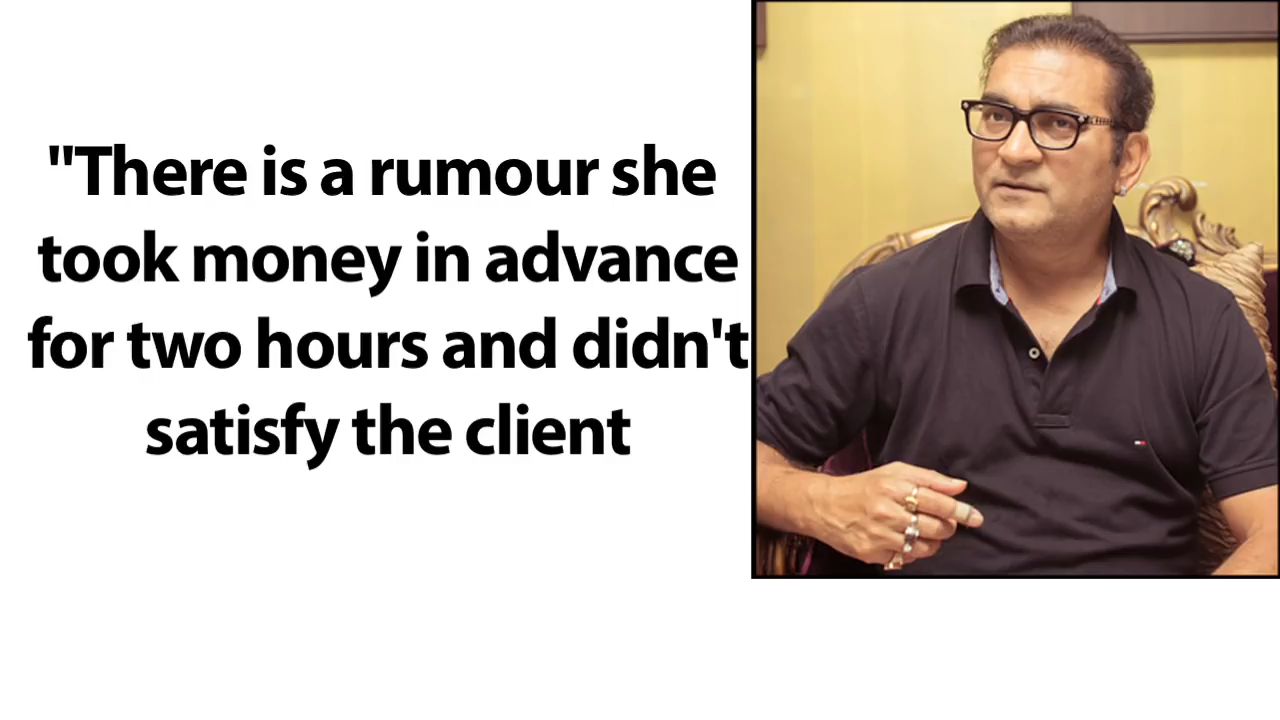 "There is a rumour she
took money in advance
for two hours and didn't
satisfy the client